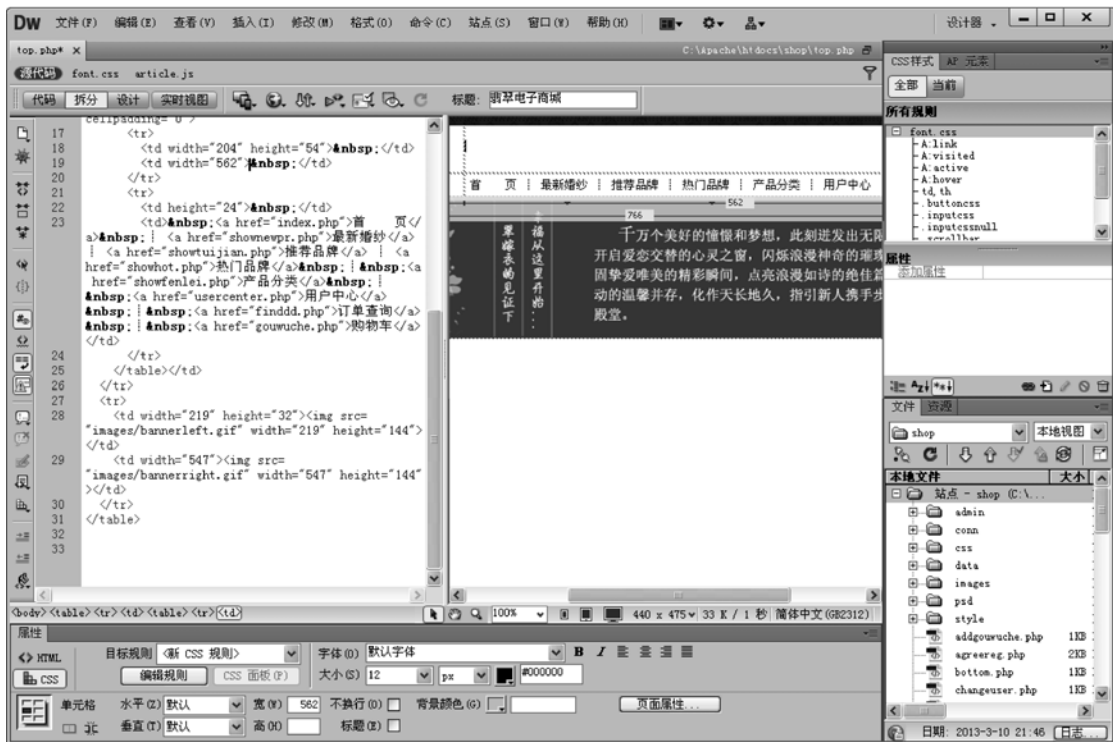 Dw 文件(F) 编辑(E) 查看(V) 插入(I) 修改(M) 格式(O) 命令(C) 站点(S) 窗口(W) 帮助(H) 设计器
top.php* × C:\Apache\htdocs\shop\top.php
源代码 font.css article.js
代码 拆分 设计 实时视图 标题: 翡翠电子商城
cellpadding="0">
17 <tr>
18 <td width="204" height="54">&nbsp;</td>
19 <td width="562">&nbsp;</td>
20 </tr>
21 <tr>
22 <td height="24">&nbsp;</td>
23 <td>&nbsp;<a href="index.php">首 页</
a>&nbsp;┊ <a href="shownewpr.php">最新婚纱</a>
┊ <a href="showtuijian.php">推荐品牌</a> ┊ <a
href="showhot.php">热门品牌</a>&nbsp;┊&nbsp;<a
href="showfenlei.php">产品分类</a>&nbsp;┊
&nbsp;<a href="usercenter.php">用户中心</a>
&nbsp;┊&nbsp;<a href="finddd.php">订单查询</a>
&nbsp;┊&nbsp;<a href="gouwuche.php">购物车</a>
</td>
24 </tr>
25 </table></td>
26 </tr>
27 <tr>
28 <td width="219" height="32"><img src=
"images/bannerleft.gif" width="219" height="144">
</td>
29 <td width="547"><img src=
"images/bannerright.gif" width="547" height="144"
></td>
30 </tr>
31 </table>
32
33
首 页 ┊ 最新婚纱 ┊ 推荐品牌 ┊ 热门品牌 ┊ 产品分类 ┊ 用户中心
562
766
福从这里开始...
嫁衣的见证下
千万个美好的憧憬和梦想，此刻迸发出无限
开启爱恋交替的心灵之窗，闪烁浪漫神奇的璀璨
固挚爱唯美的精彩瞬间，点亮浪漫如诗的绝佳篇
动的温馨并存，化作天长地久，指引新人携手步
殿堂。
<body> <table> <tr> <td> <table> <tr> <td>
100% 440 x 475 33 K / 1 秒 简体中文(GB2312)
属性
<> HTML 目标规则 <新 CSS 规则> 字体(O) 默认字体 B I
CSS 编辑规则 CSS 面板(P) 大小(S) 12 px #000000
单元格 水平(Z) 默认 宽(W) 562 不换行(O) 背景颜色(G) 页面属性...
垂直(T) 默认 高(H) 标题(E)
CSS样式 AP 元素
全部 当前
所有规则
font.css
A:link
A:visited
A:active
A:hover
td, th
.buttoncss
.inputcss
.inputcssnull
.scrollbar
属性
添加属性
文件 资源
shop 本地视图
本地文件 大小
站点 - shop (C:\...
admin
conn
css
data
images
psd
style
addgouwuche.php 1KB
agreereg.php 2KB
bottom.php 1KB
changeuser.php 1KB
日期: 2013-3-10 21:46 日志...